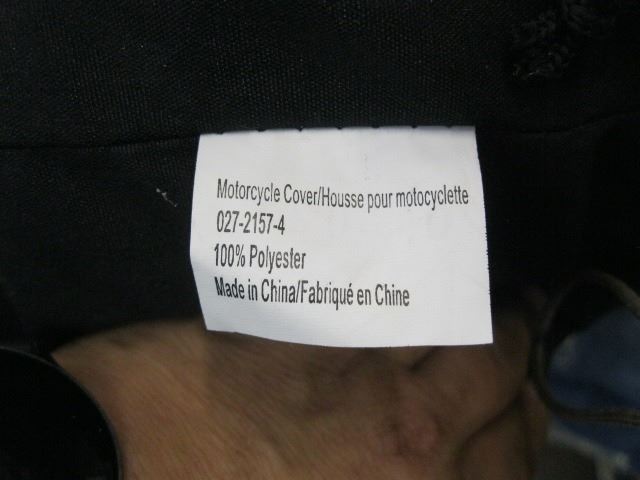 Motorcycle Cover/Housse pour motocyclette
027-2157-4
100% Polyester
Made in China/Fabriqué en Chine